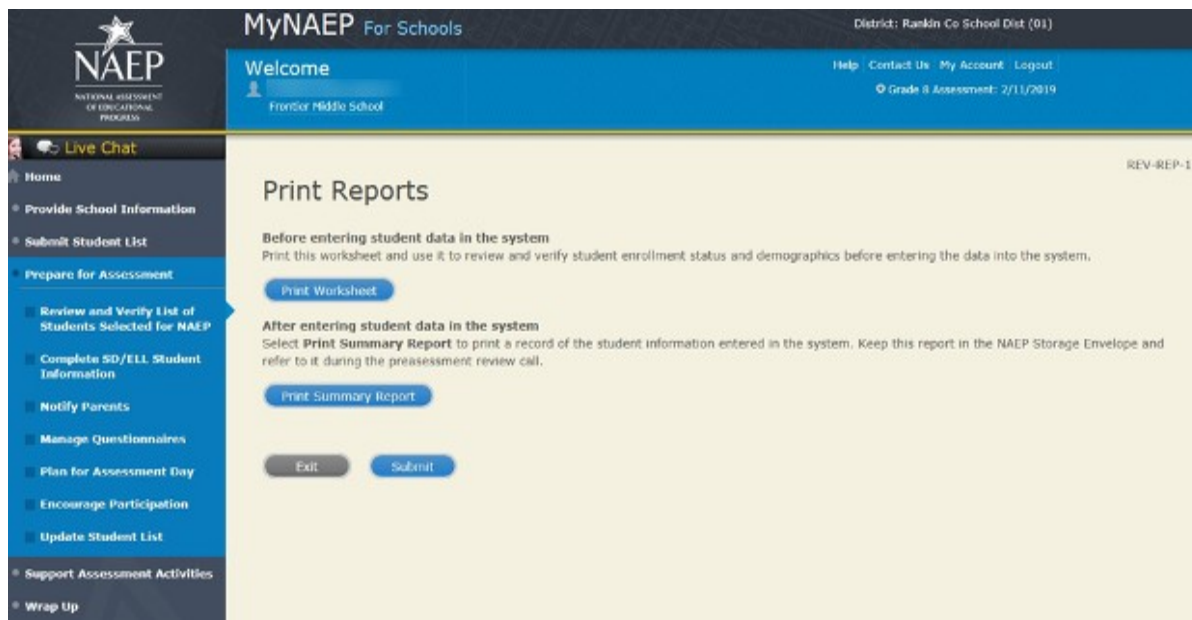 MyNAEP For Schools
District: Rankin Co School Dist (01)
NAEP
NATIONAL ASSESSMENT
OF EDUCATIONAL
PROGRESS
Welcome
Frontier Middle School
Help Contact Us My Account Logout
Grade 8 Assessment: 2/11/2019
Live Chat
Home
Provide School Information
Submit Student List
Prepare for Assessment
Review and Verify List of
Students Selected for NAEP
Complete SD/ELL Student
Information
Notify Parents
Manage Questionnaires
Plan for Assessment Day
Encourage Participation
Update Student List
Support Assessment Activities
Wrap Up
REV-REP-1
Print Reports
Before entering student data in the system
Print this worksheet and use it to review and verify student enrollment status and demographics before entering the data into the system.
Print Worksheet
After entering student data in the system
Select Print Summary Report to print a record of the student information entered in the system. Keep this report in the NAEP Storage Envelope and
refer to it during the preassessment review call.
Print Summary Report
Exit
Submit